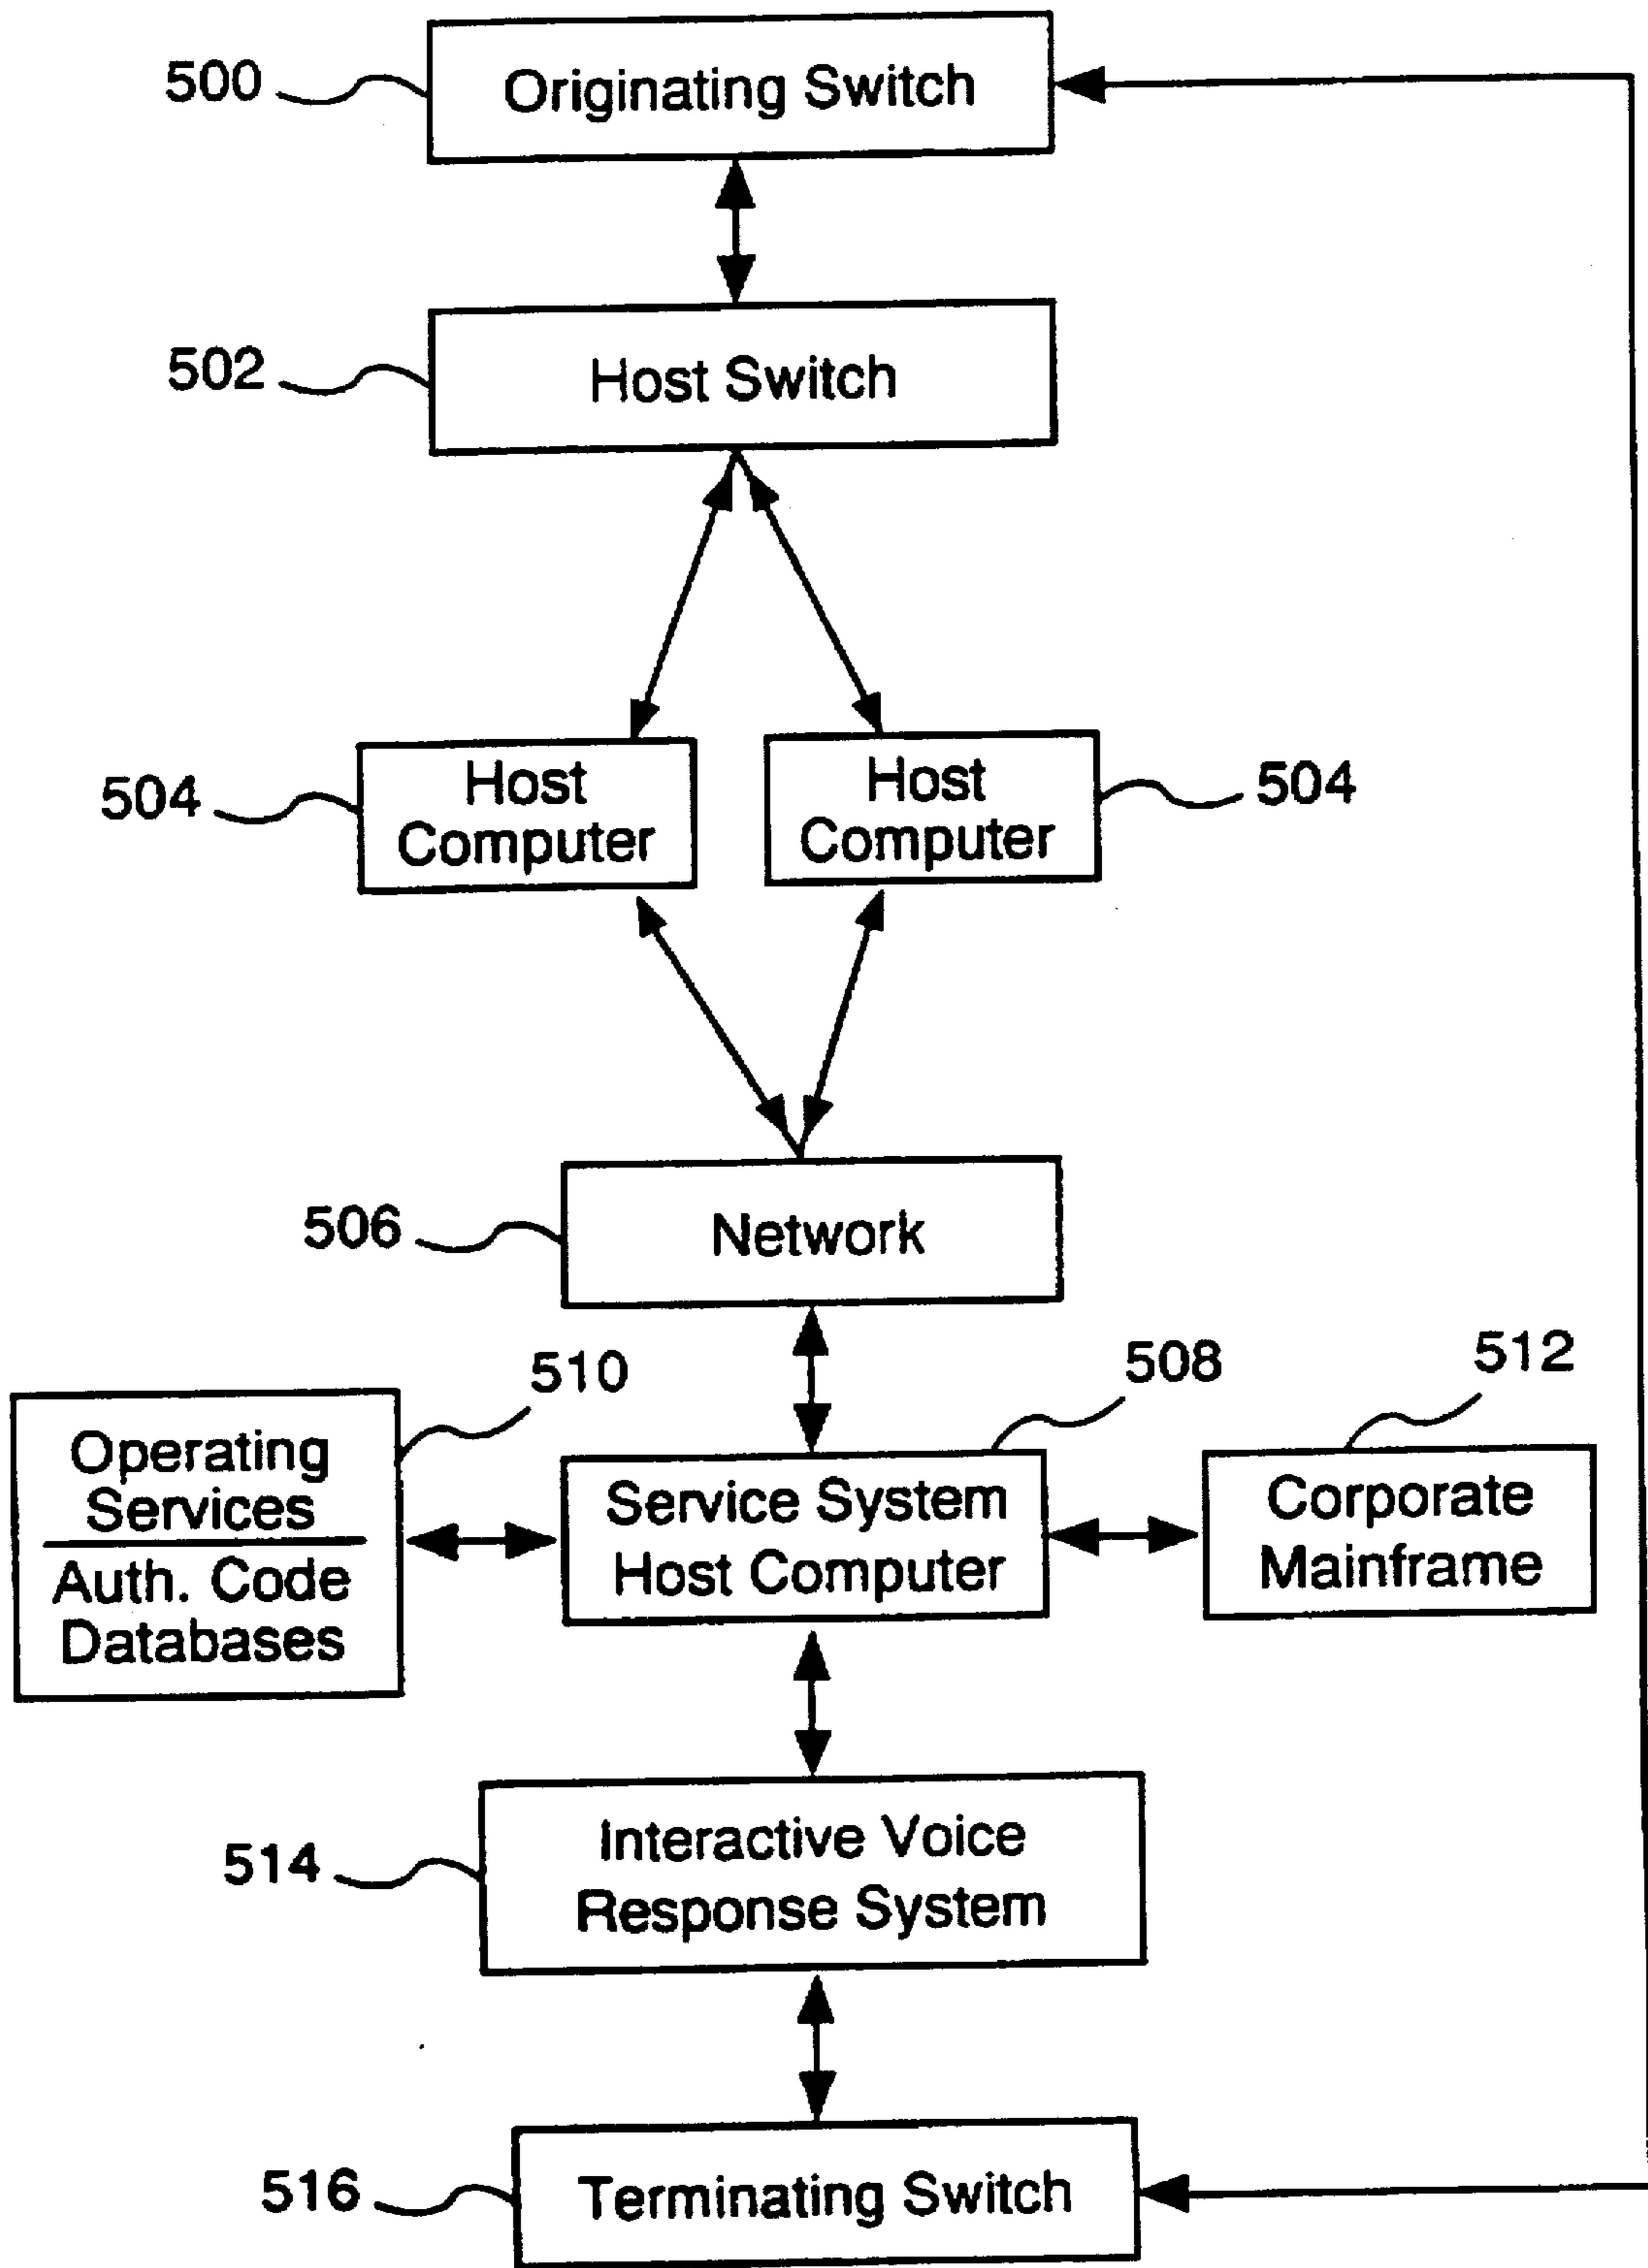 500
Originating Switch
502
Host Switch
504
Host
Computer
Host
Computer
504
506
Network
510
508
512
Operating
Services
Auth. Code
Databases
Service System
Host Computer
Corporate
Mainframe
514
Interactive Voice
Response System
516
Terminating Switch